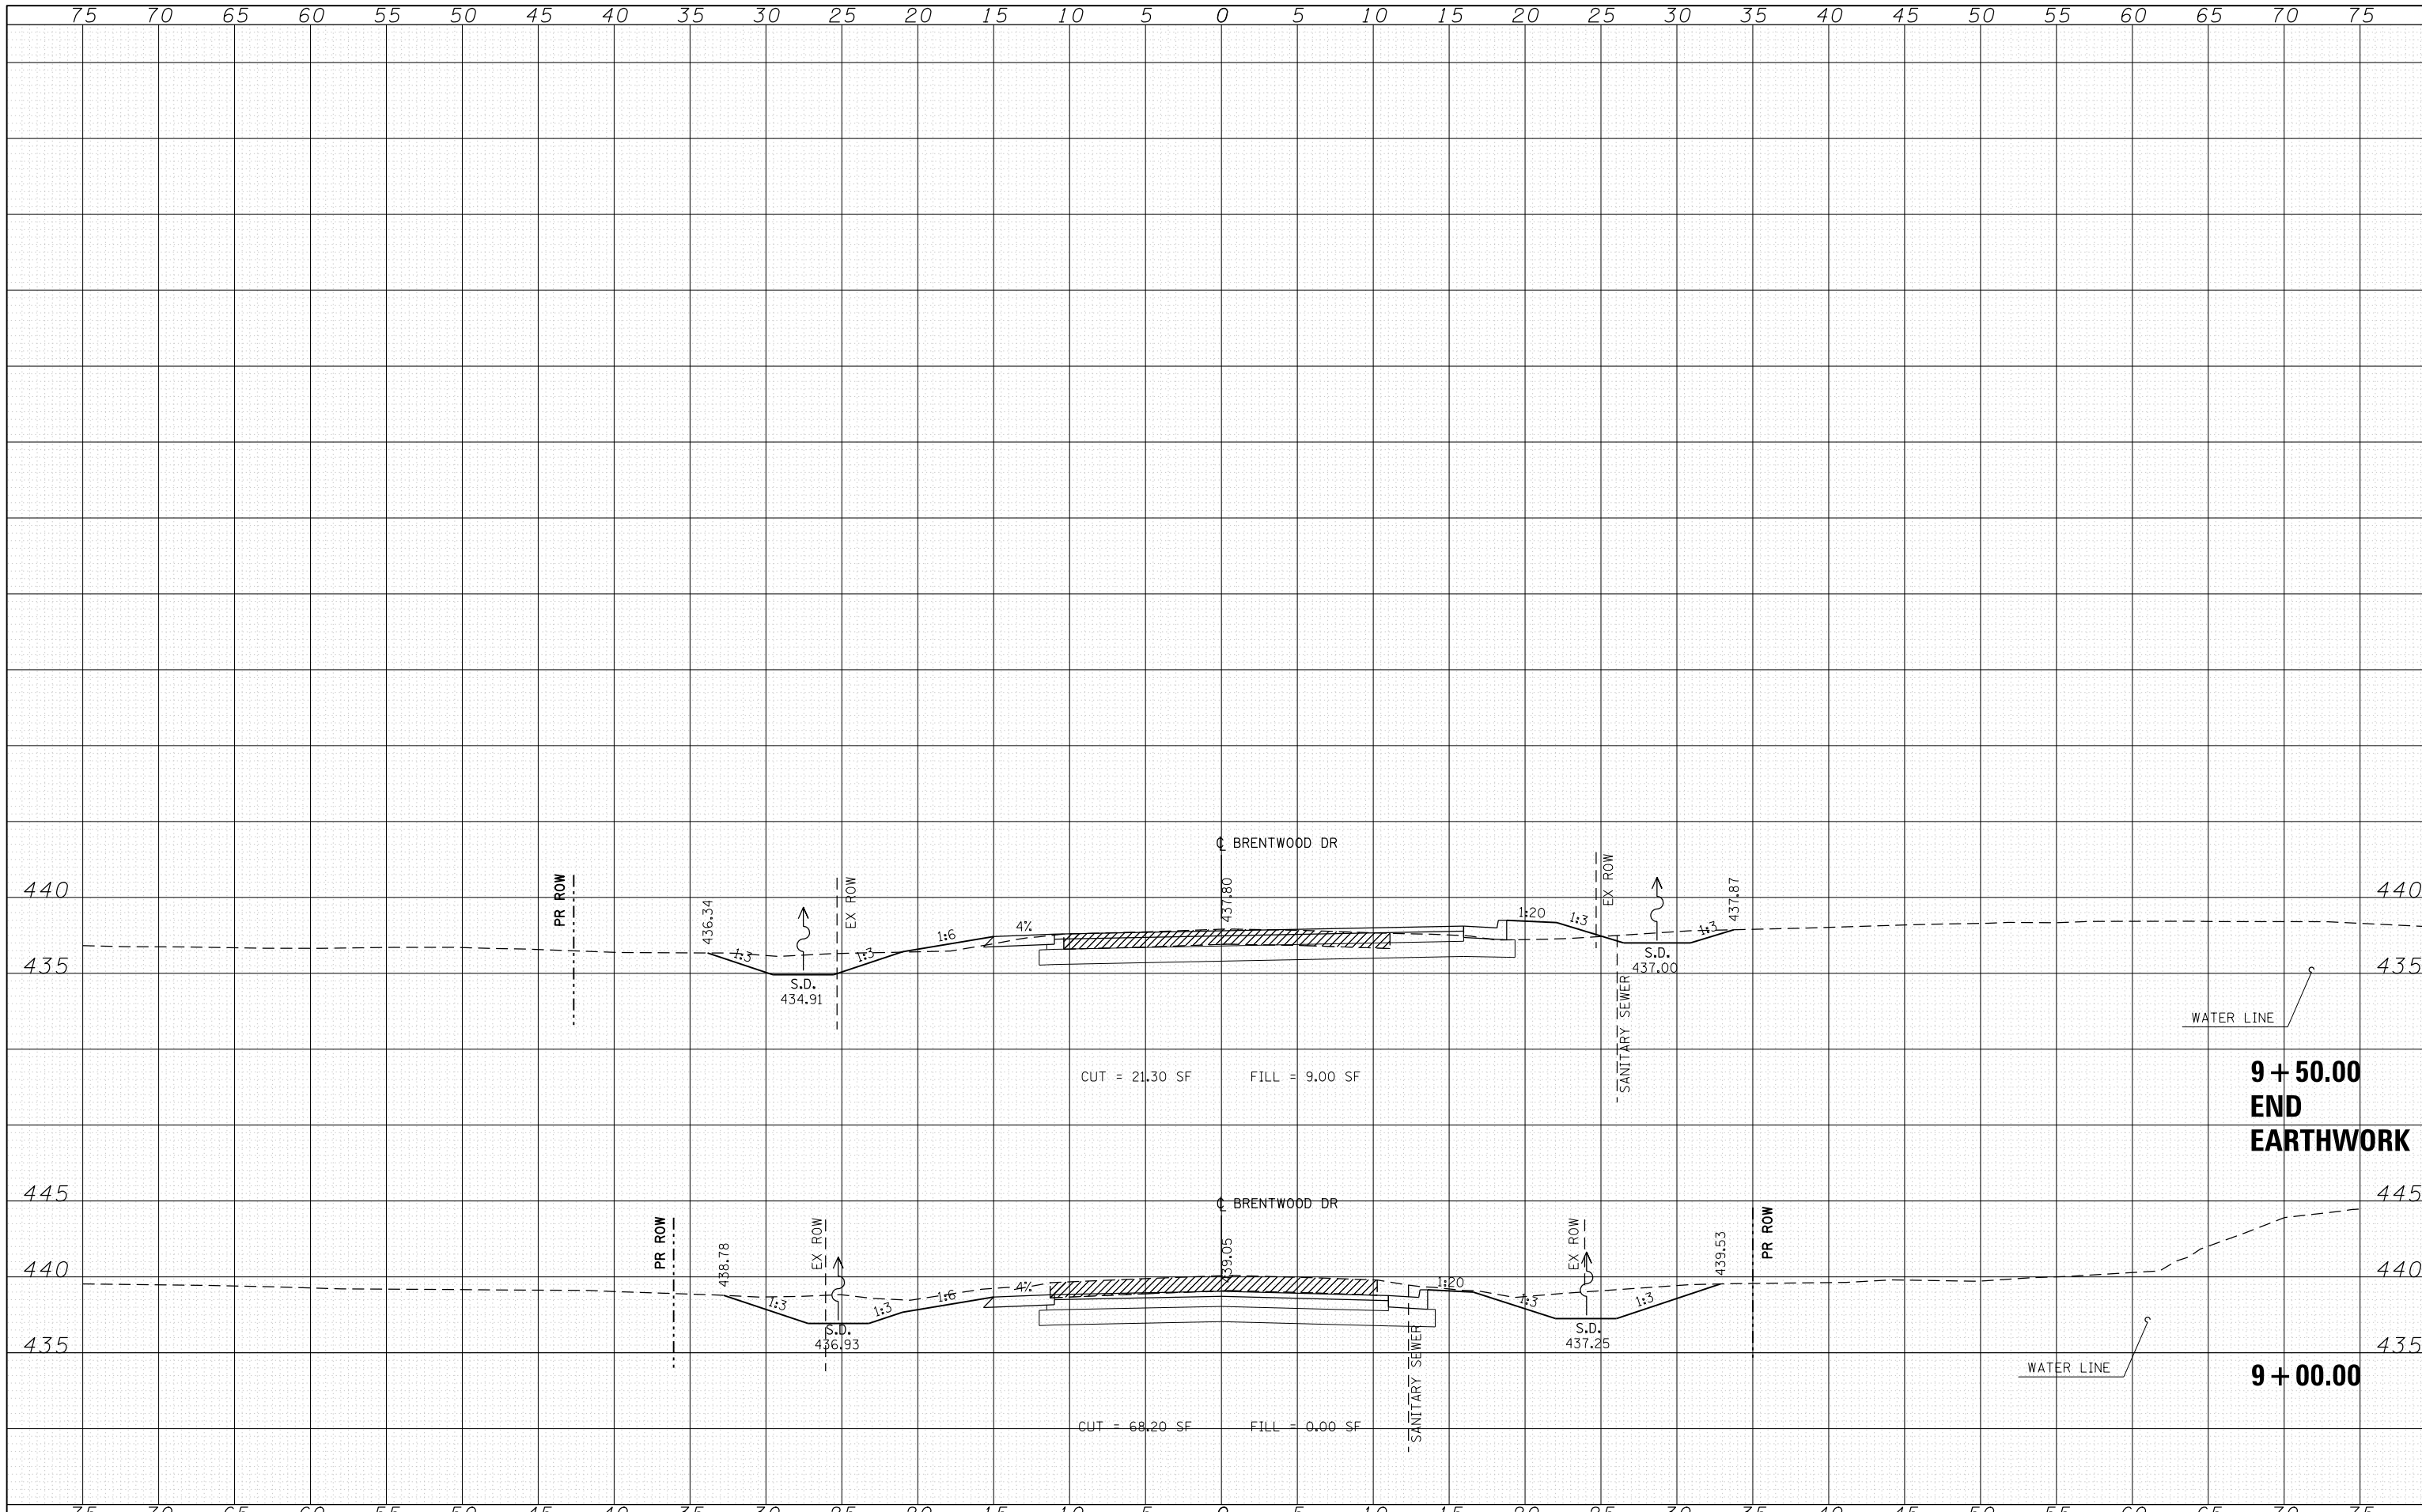 75 70 65 60 55 50 45 40 35 30 25 20 15 10 5 0 5 10 15 20 25 30 35 40 45 50 55 60 65 70 75
℄ BRENTWOOD DR
440 PR ROW 436.34 EX ROW 437.80 EX ROW 437.87 440
1:3 1:3 1:6 4% 1:20 1:3 1:3
435 S.D. S.D. 435
434.91 437.00
SANITARY SEWER
WATER LINE
CUT = 21.30 SF FILL = 9.00 SF
9+50.00
END
EARTHWORK
445 ℄ BRENTWOOD DR 445
PR ROW 438.78 EX ROW 439.05 EX ROW 439.53 PR ROW
440 440
1:3 1:3 1:6 4% 1:20 1:3 1:3
S.D. S.D.
436.93 437.25
435 435
SANITARY SEWER
WATER LINE
9+00.00
CUT = 68.20 SF FILL = 0.00 SF
75 70 65 60 55 50 45 40 35 30 25 20 15 10 5 0 5 10 15 20 25 30 35 40 45 50 55 60 65 70 75